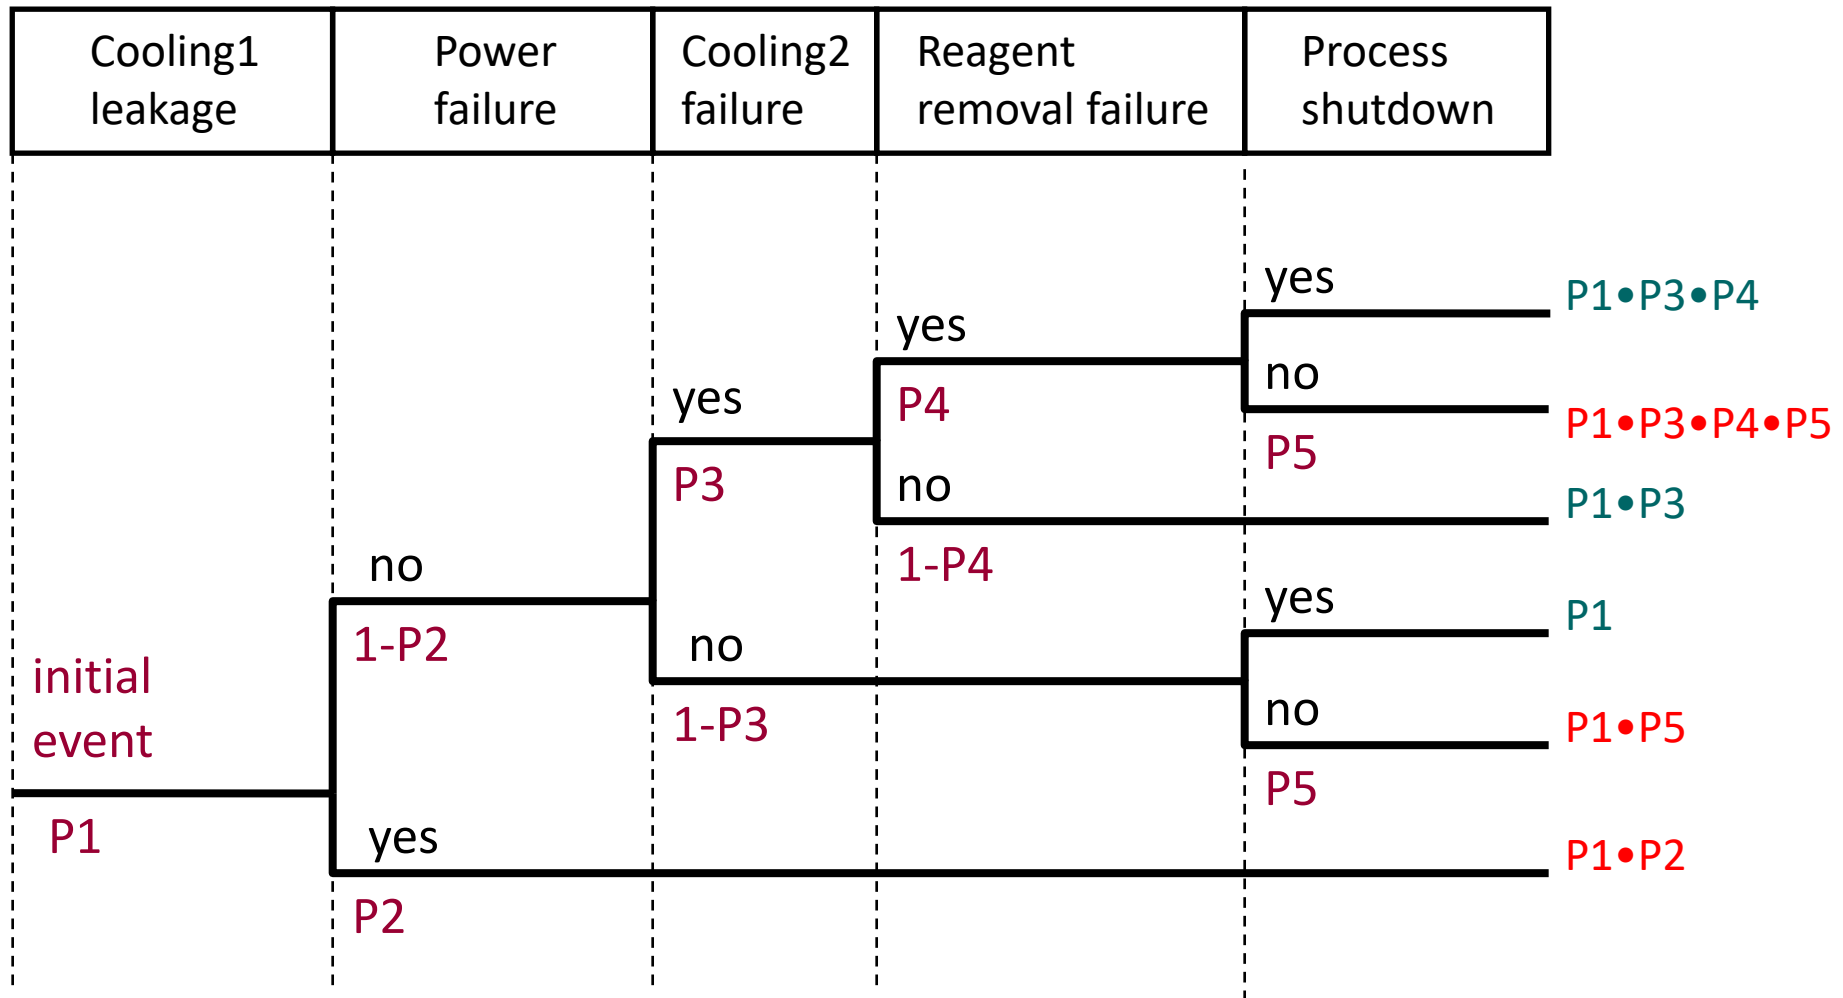 Cooling1
leakage
Power
failure
Cooling2
failure
Reagent
removal failure
Process
shutdown
yes
P1•P3•P4
yes
no
P4
P1•P3•P4•P5
yes
P5
P3
no
P1•P3
no
1-P4
yes
P1
1-P2
no
initial
event
1-P3
no
P1•P5
P5
P1
yes
P1•P2
P2